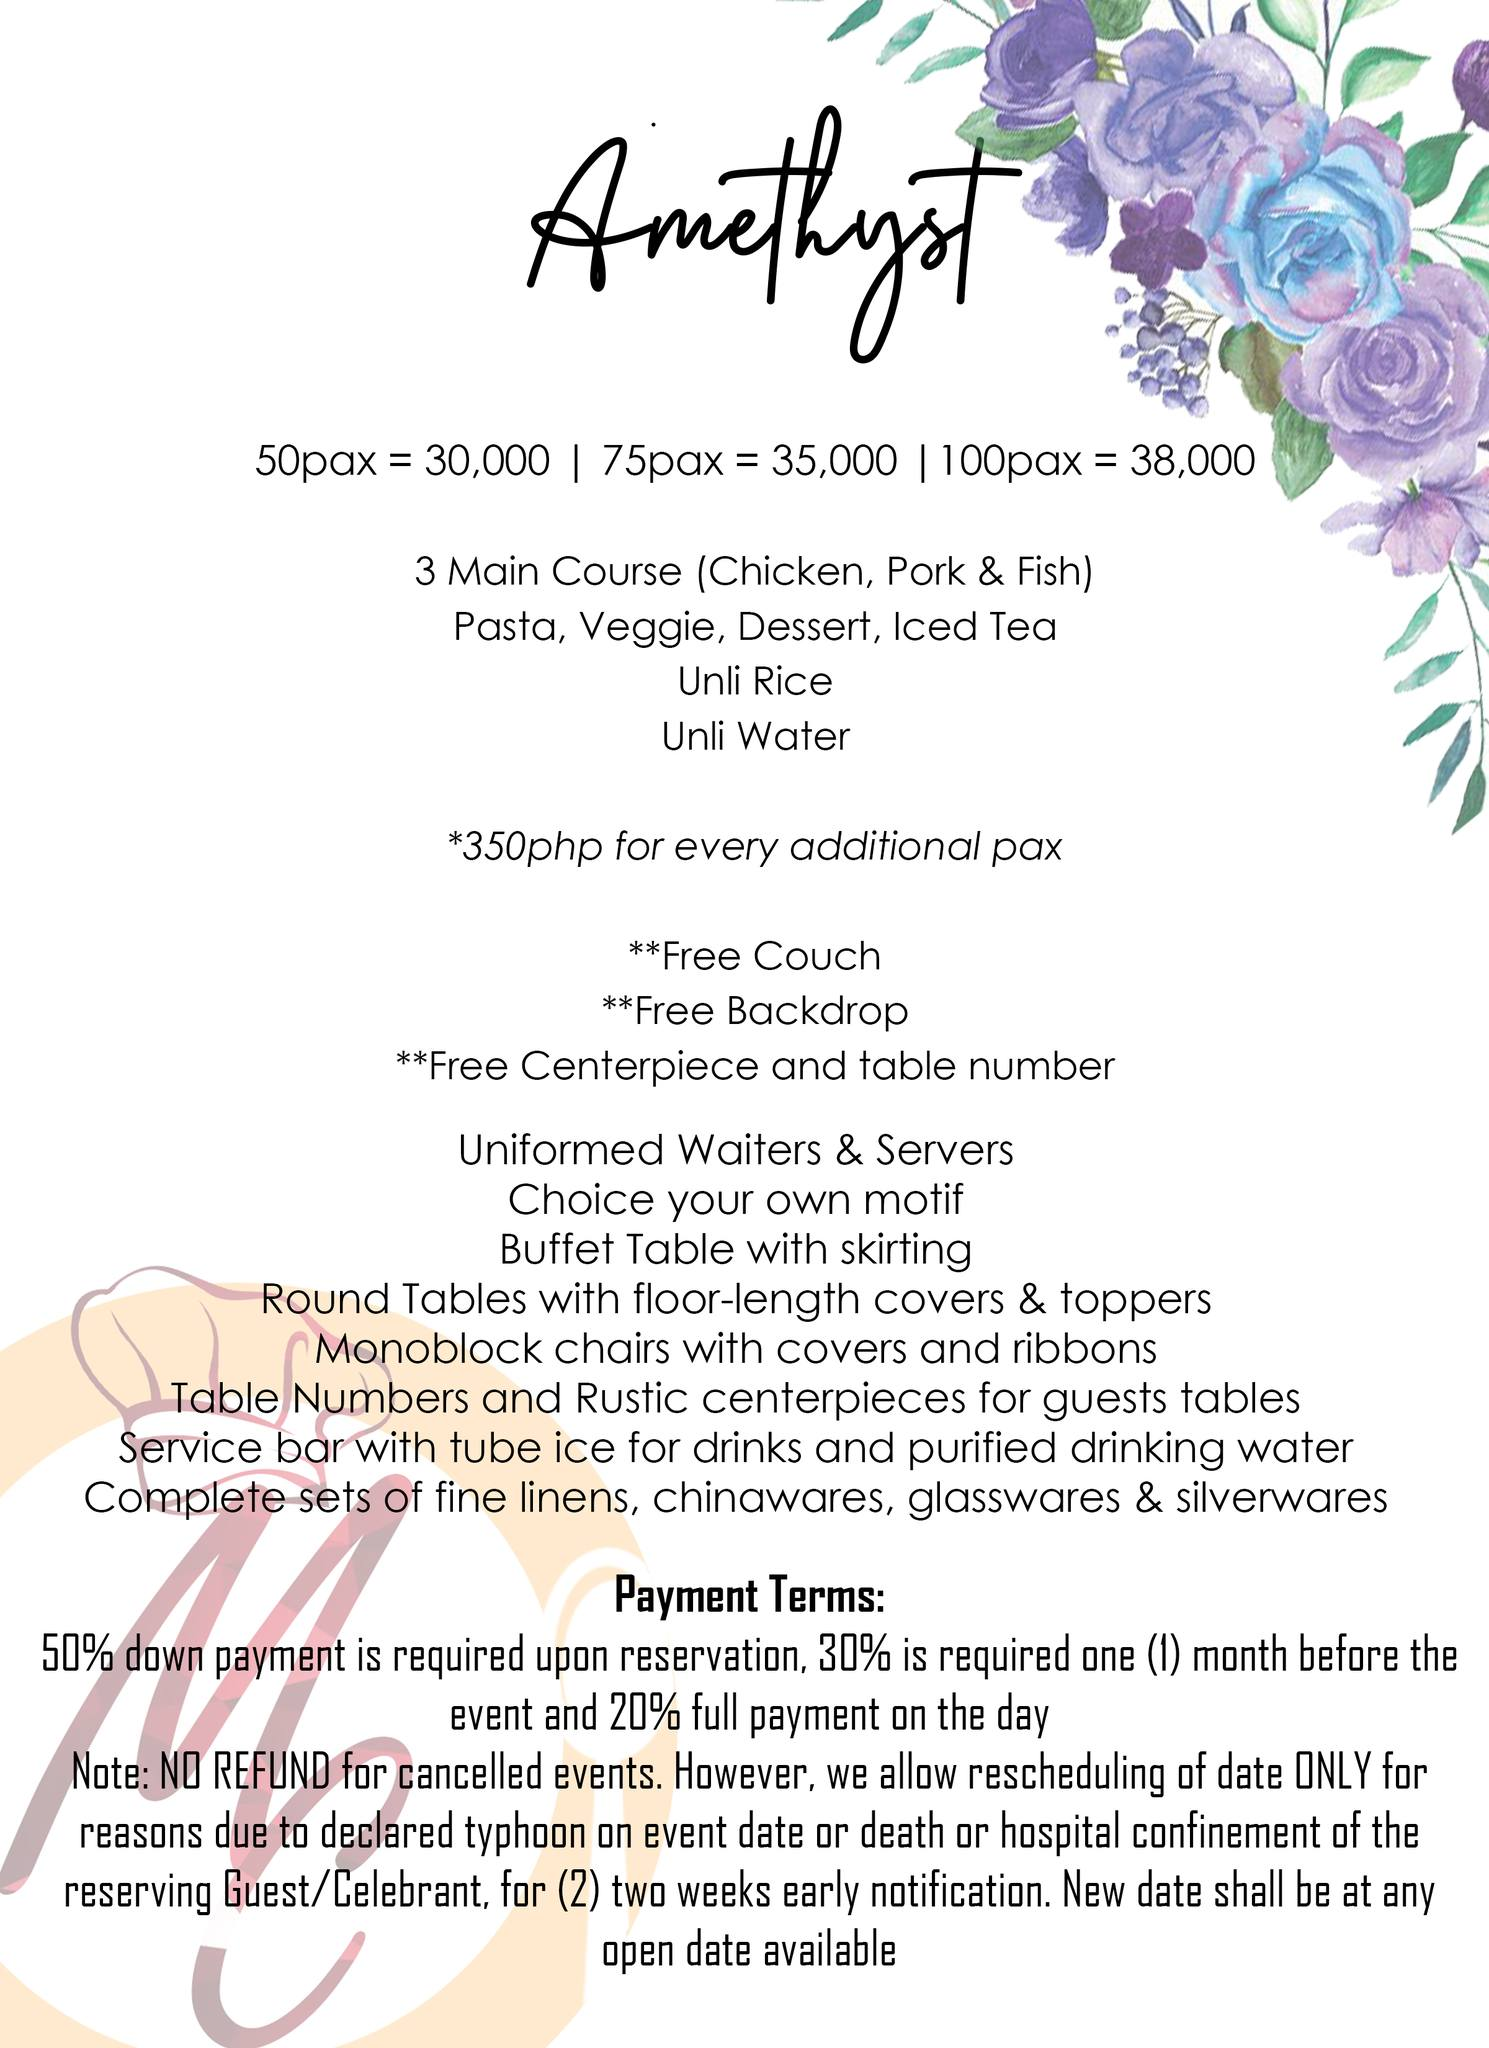 Amethyst
50pax = 30,000 | 75pax = 35,000 |100pax = 38,000
3 Main Course (Chicken, Pork & Fish)
Pasta, Veggie, Dessert, Iced Tea
Unli Rice
Unli Water
*350php for every additional pax
**Free Couch
**Free Backdrop
**Free Centerpiece and table number
Uniformed Waiters & Servers
Choice your own motif
Buffet Table with skirting
Round Tables with floor-length covers & toppers
Monoblock chairs with covers and ribbons
Table Numbers and Rustic centerpieces for guests tables
Service bar with tube ice for drinks and purified drinking water
Complete sets of fine linens, chinawares, glasswares & silverwares
Payment Terms:
50% down payment is required upon reservation, 30% is required one (1) month before the
event and 20% full payment on the day
Note: NO REFUND for cancelled events. However, we allow rescheduling of date ONLY for
reasons due to declared typhoon on event date or death or hospital confinement of the
reserving Guest/Celebrant, for (2) two weeks early notification. New date shall be at any
open date available